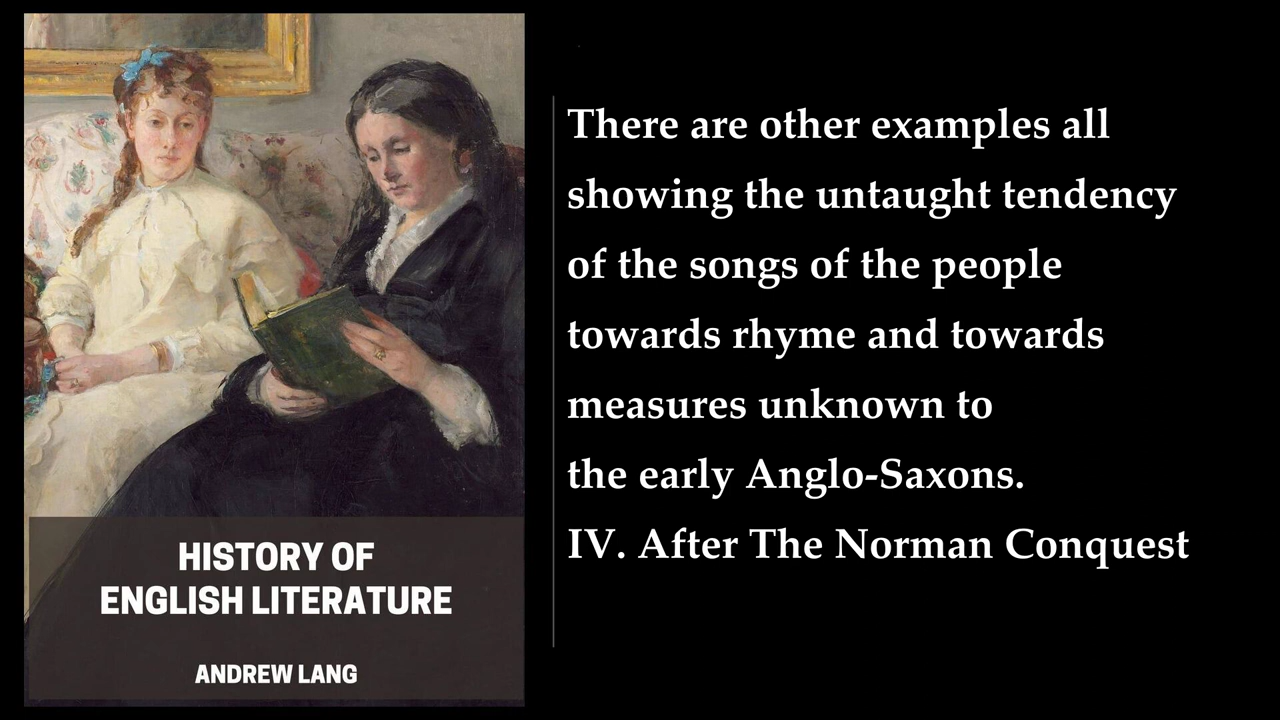 HISTORY OF
ENGLISH LITERATURE
ANDREW LANG
There are other examples all
showing the untaught tendency
of the songs of the people
towards rhyme and towards
measures unknown to
the early Anglo-Saxons.
IV. After The Norman Conquest